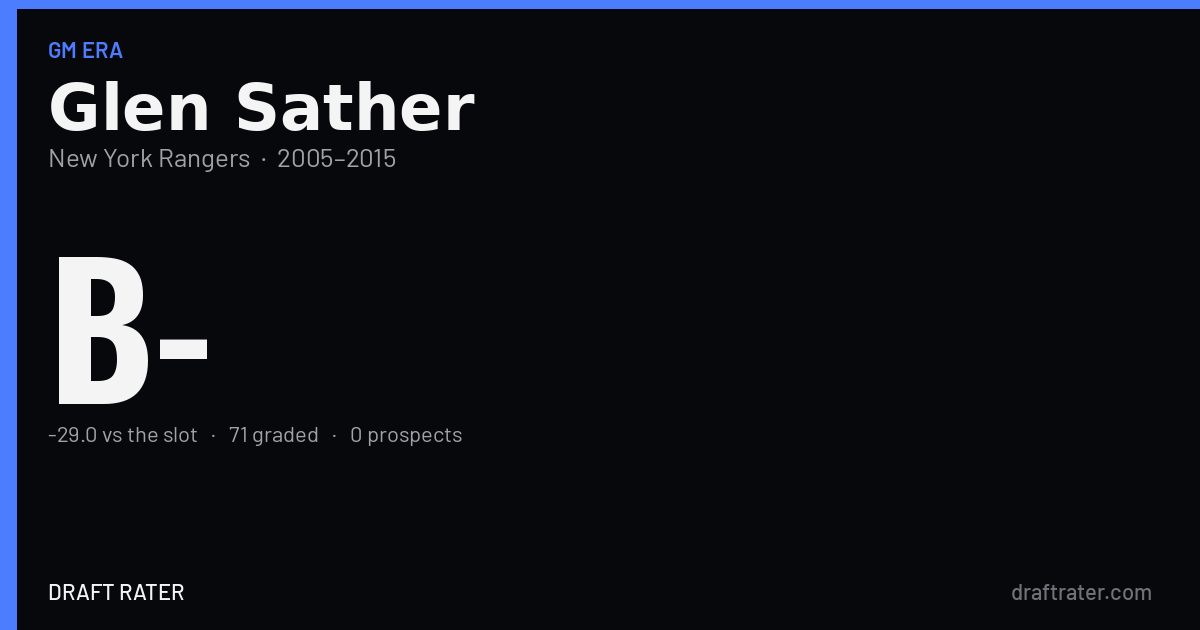 GM ERA
Glen Sather
New York Rangers · 2005–2015
B-
-29.0 vs the slot · 71 graded · 0 prospects
DRAFT RATER
draftrater.com